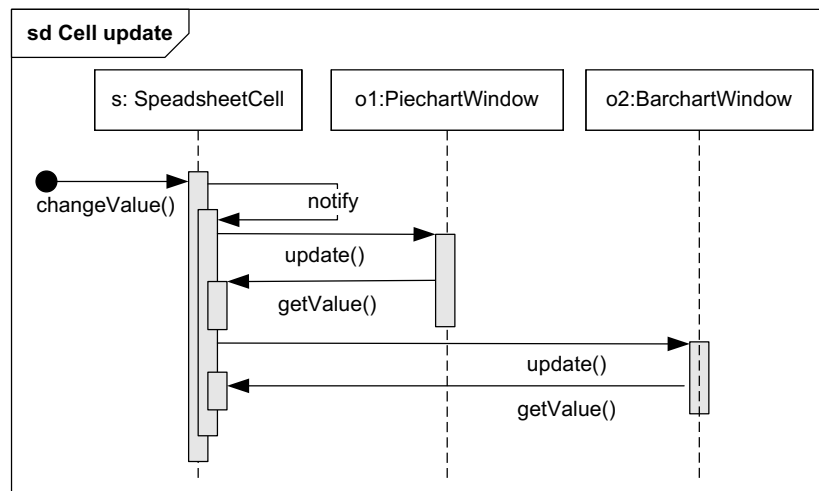 sd Cell update
s: SpeadsheetCell
o1:PiechartWindow
o2:BarchartWindow
changeValue()
notify
update()
getValue()
update()
getValue()